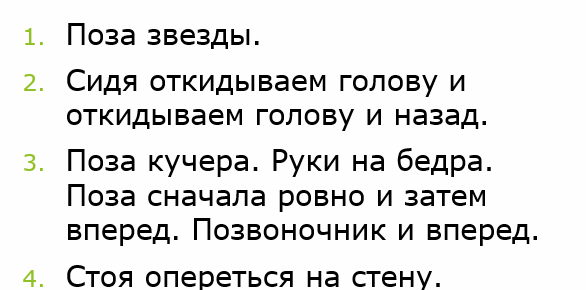 1. Поза звезды.
2. Сидя откидываем голову и
откидываем голову и назад.
3. Поза кучера. Руки на бедра.
Поза сначала ровно и затем
вперед. Позвоночник и вперед.
4. Стоя опереться на стену.